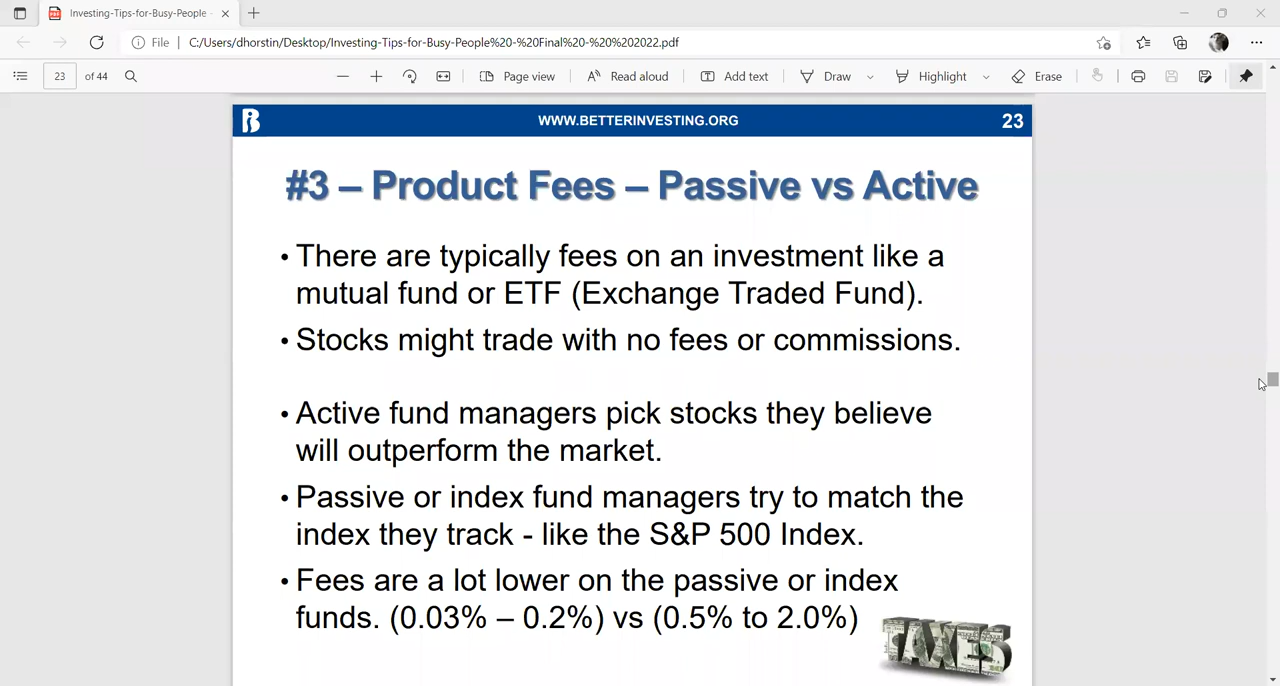 Investing-Tips-for-Busy-People -
File
C:/Users/dhorstin/Desktop/Investing-Tips-for-Busy-People%20-%20Final%20-%20%202022.pdf
23
of 44
Page view
Read aloud
Add text
Draw
Highlight
Erase
WWW.BETTERINVESTING.ORG
23
#3 – Product Fees – Passive vs Active
• There are typically fees on an investment like a
mutual fund or ETF (Exchange Traded Fund).
• Stocks might trade with no fees or commissions.
• Active fund managers pick stocks they believe
will outperform the market.
• Passive or index fund managers try to match the
index they track - like the S&P 500 Index.
• Fees are a lot lower on the passive or index
funds. (0.03% – 0.2%) vs (0.5% to 2.0%)
TAXES